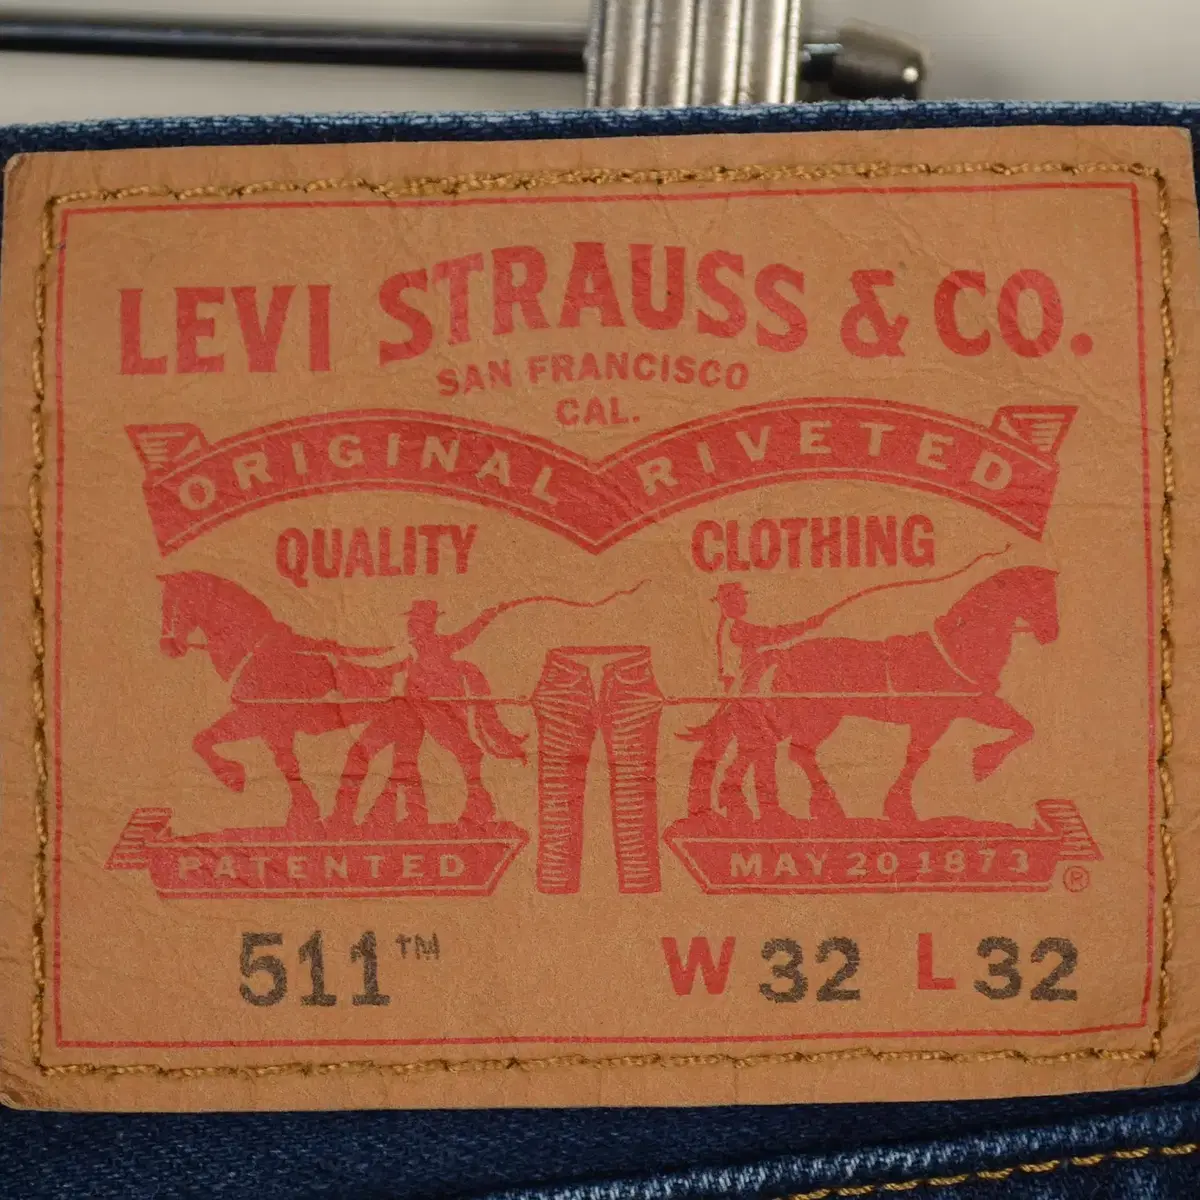 LEVI STRAUSS & CO.
SAN FRANCISCO
CAL.
ORIGINAL RIVETED
QUALITY CLOTHING
PATENTED MAY 20 1873 ®
511™ W 32 L 32